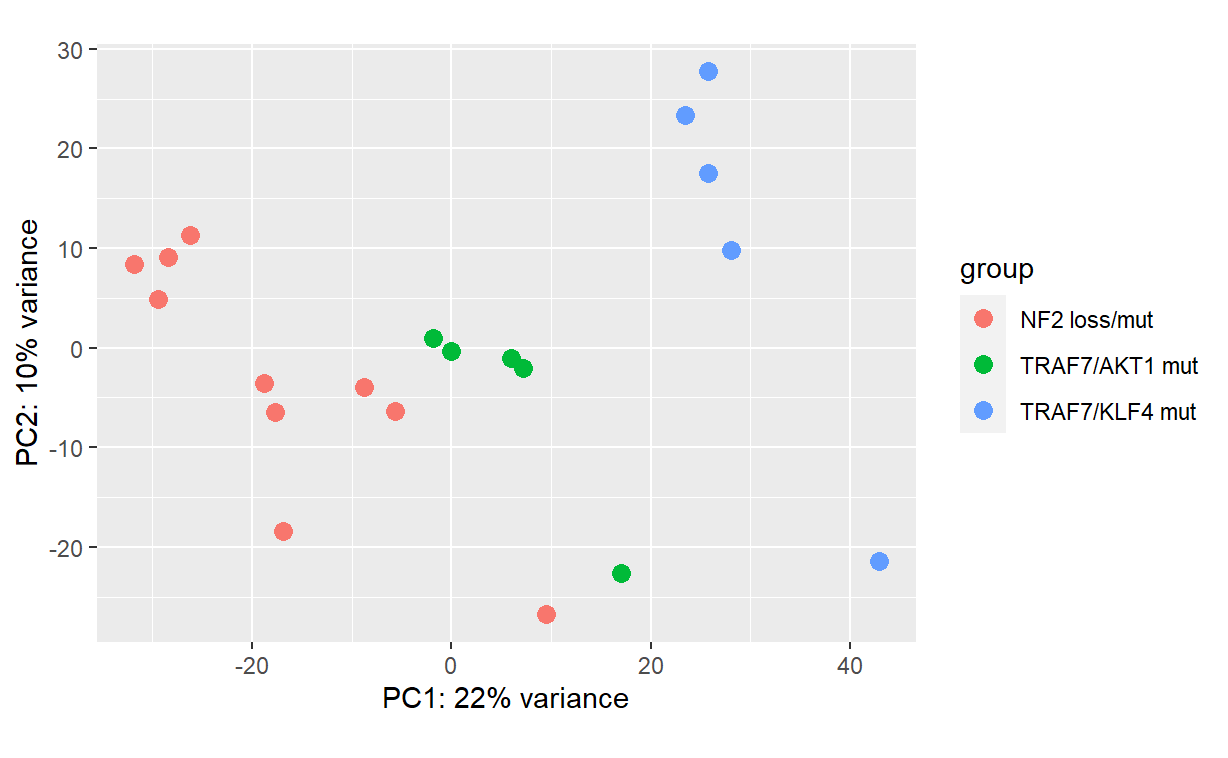 30
20
10
0
-10
-20
PC2: 10% variance
-20
0
20
40
PC1: 22% variance
group
NF2 loss/mut
TRAF7/AKT1 mut
TRAF7/KLF4 mut